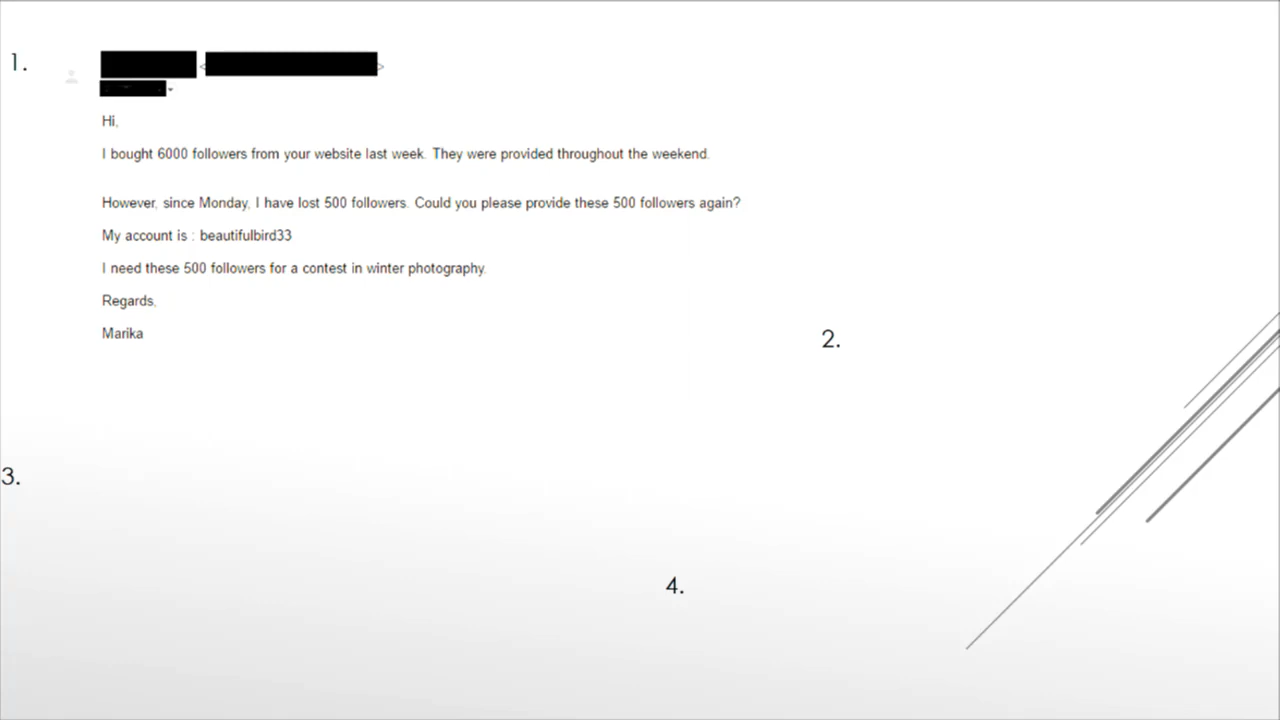 1.
Hi,
I bought 6000 followers from your website last week. They were provided throughout the weekend.
However, since Monday, I have lost 500 followers. Could you please provide these 500 followers again?
My account is : beautifulbird33
I need these 500 followers for a contest in winter photography.
Regards,
Marika
2.
3.
4.